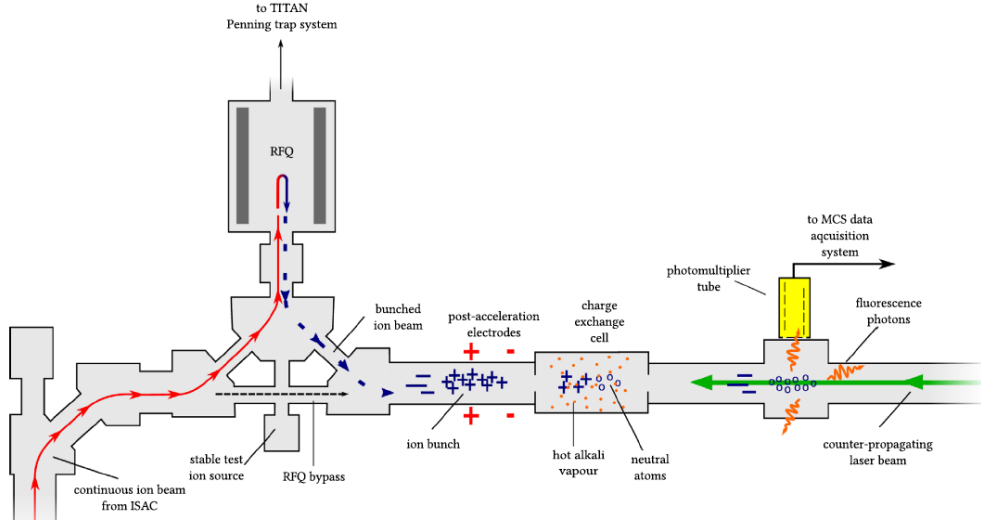 to TITAN
Penning trap system
RFQ
to MCS data
aqcuisition
system
photomultiplier
tube
fluorescence
photons
bunched
ion beam
post-acceleration
electrodes
charge
exchange
cell
+ -
+ -
ion bunch
hot alkali
vapour
neutral
atoms
counter-propagating
laser beam
stable test
ion source
RFQ bypass
continuous ion beam
from ISAC